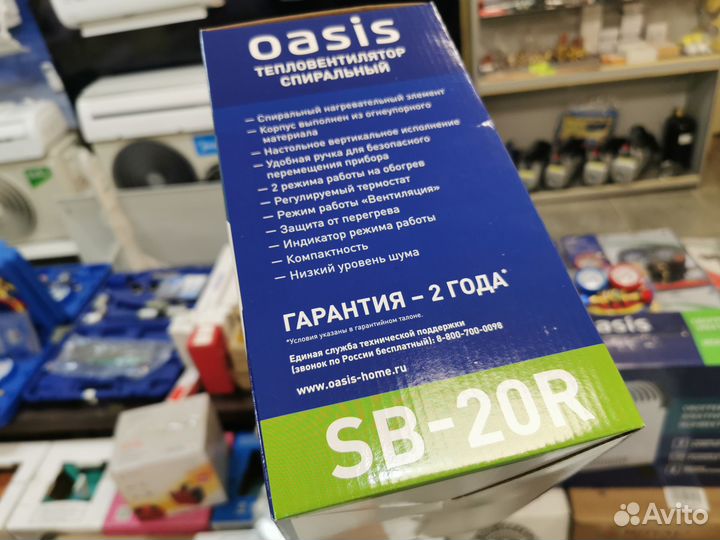 oasis
ТЕПЛОВЕНТИЛЯТОР
СПИРАЛЬНЫЙ
— Спиральный нагревательный элемент
— Корпус выполнен из огнеупорного
материала
— Настольное вертикальное исполнение
— Удобная ручка для безопасного
перемещения прибора
— 2 режима работы на обогрев
— Регулируемый термостат
— Режим работы «Вентиляция»
— Защита от перегрева
— Индикатор режима работы
— Компактность
— Низкий уровень шума
ГАРАНТИЯ – 2 ГОДА*
*Условия указаны в гарантийном талоне.
Единая служба технической поддержки
(звонок по России бесплатный): 8-800-700-0098
www.oasis-home.ru
SB-20R
oasis
Avito